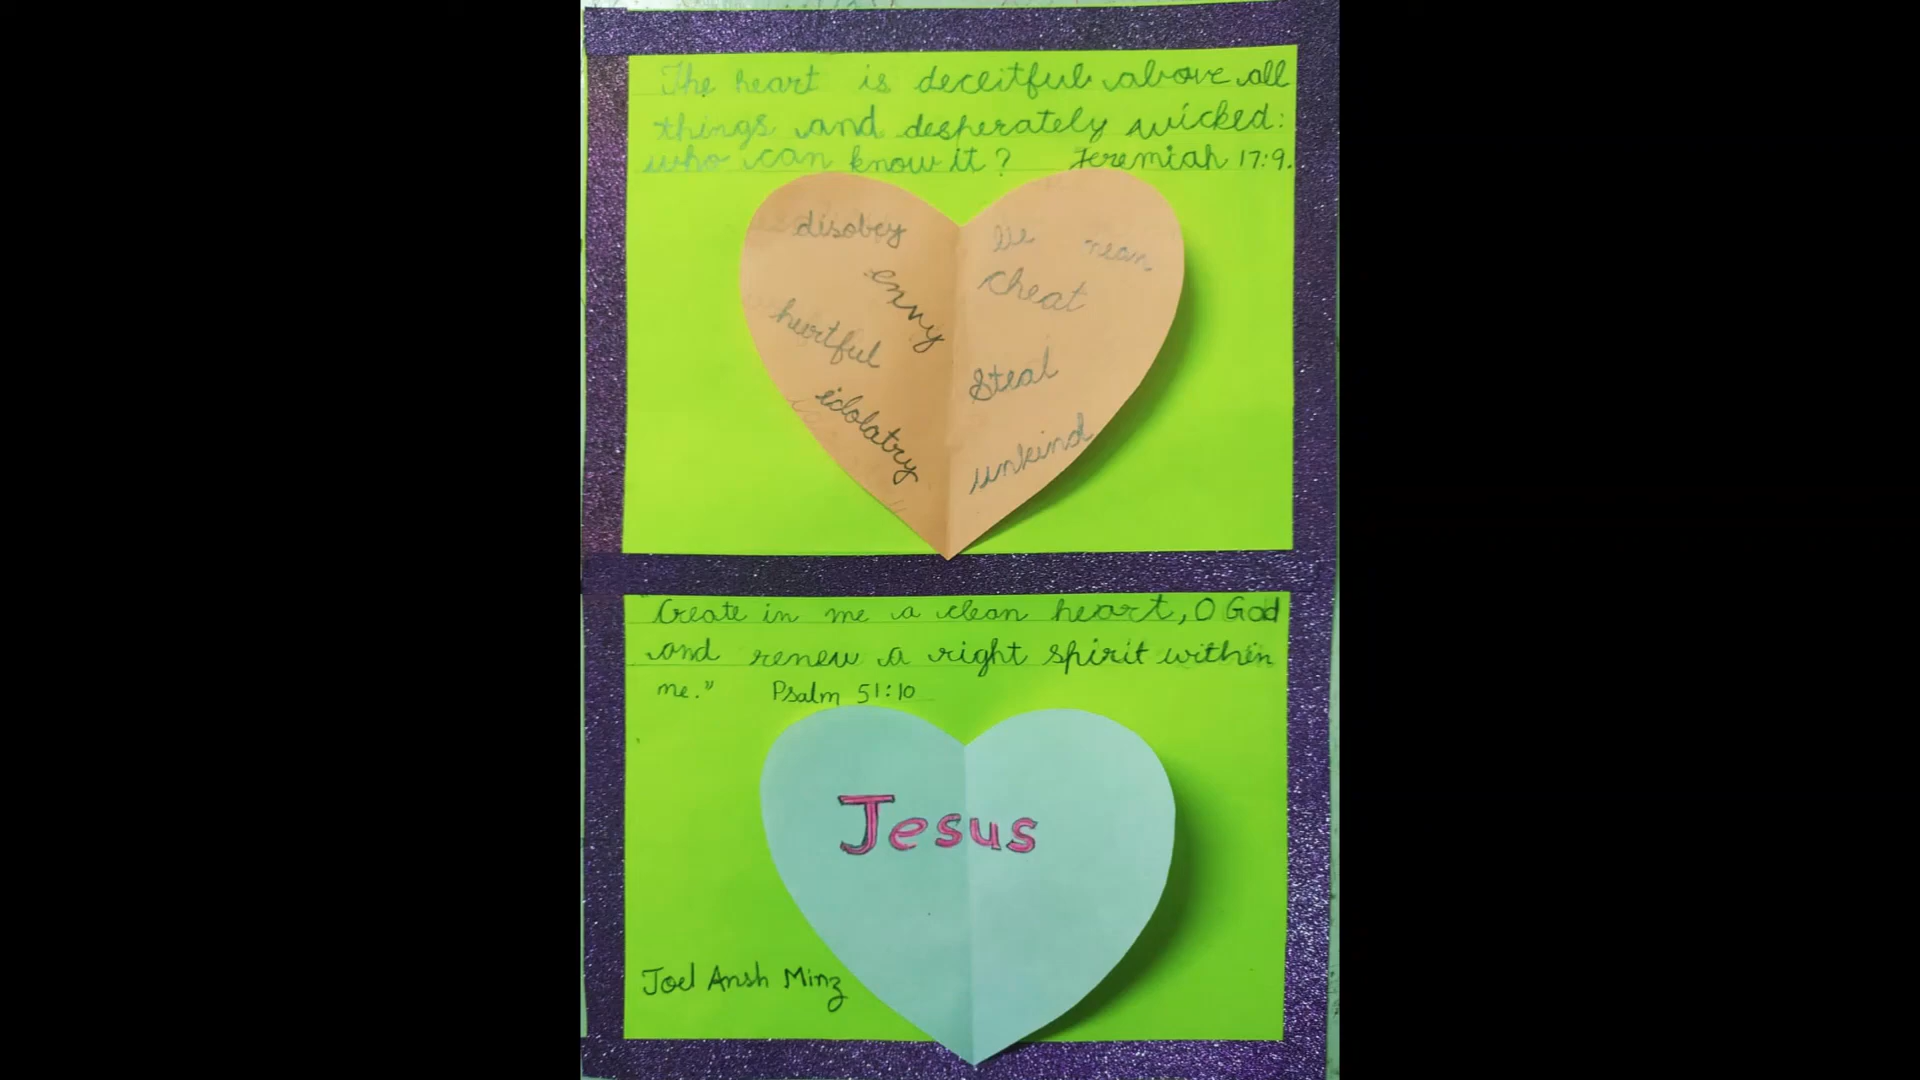 The heart is deceitful above all
things and desperately wicked:
who can know it? Jeremiah 17:9.
disobey
envy
hurtful
idolatry
lie mean
Cheat
Steal
unkind
"Create in me a clean heart, O God
and renew a right spirit within
me." Psalm 51:10
Jesus
Joel Ansh Minz